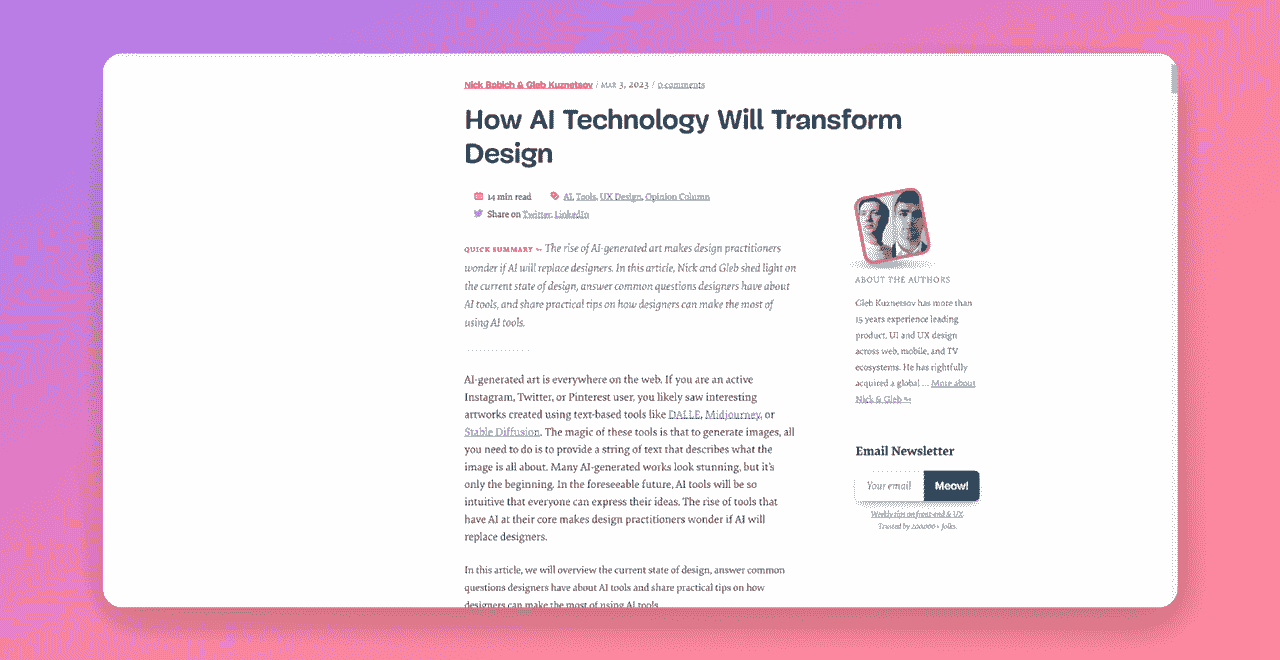 Nick Babich & Gleb Kuznetsov / Mar 3, 2023 / 0 comments
How AI Technology Will Transform
Design
14 min read AI, Tools, UX Design, Opinion Column
Share on Twitter, LinkedIn
QUICK SUMMARY ↬ The rise of AI-generated art makes design practitioners
wonder if AI will replace designers. In this article, Nick and Gleb shed light on
the current state of design, answer common questions designers have about
AI tools, and share practical tips on how designers can make the most of
using AI tools.
AI-generated art is everywhere on the web. If you are an active
Instagram, Twitter, or Pinterest user, you likely saw interesting
artworks created using text-based tools like DALLE, Midjourney, or
Stable Diffusion. The magic of these tools is that to generate images, all
you need to do is to provide a string of text that describes what the
image is all about. Many AI-generated works look stunning, but it's
only the beginning. In the foreseeable future, AI tools will be so
intuitive that everyone can express their ideas. The rise of tools that
have AI at their core makes design practitioners wonder if AI will
replace designers.
In this article, we will overview the current state of design, answer common
questions designers have about AI tools and share practical tips on how
designers can make the most of using AI tools.
ABOUT THE AUTHORS
Gleb Kuznetsov has more than
15 years experience leading
product, UI and UX design
across web, mobile, and TV
ecosystems. He has rightfully
acquired a global … More about
Nick & Gleb ↬
Email Newsletter
Your email Meow!
Weekly tips on front-end & UX.
Trusted by 200,000+ folks.